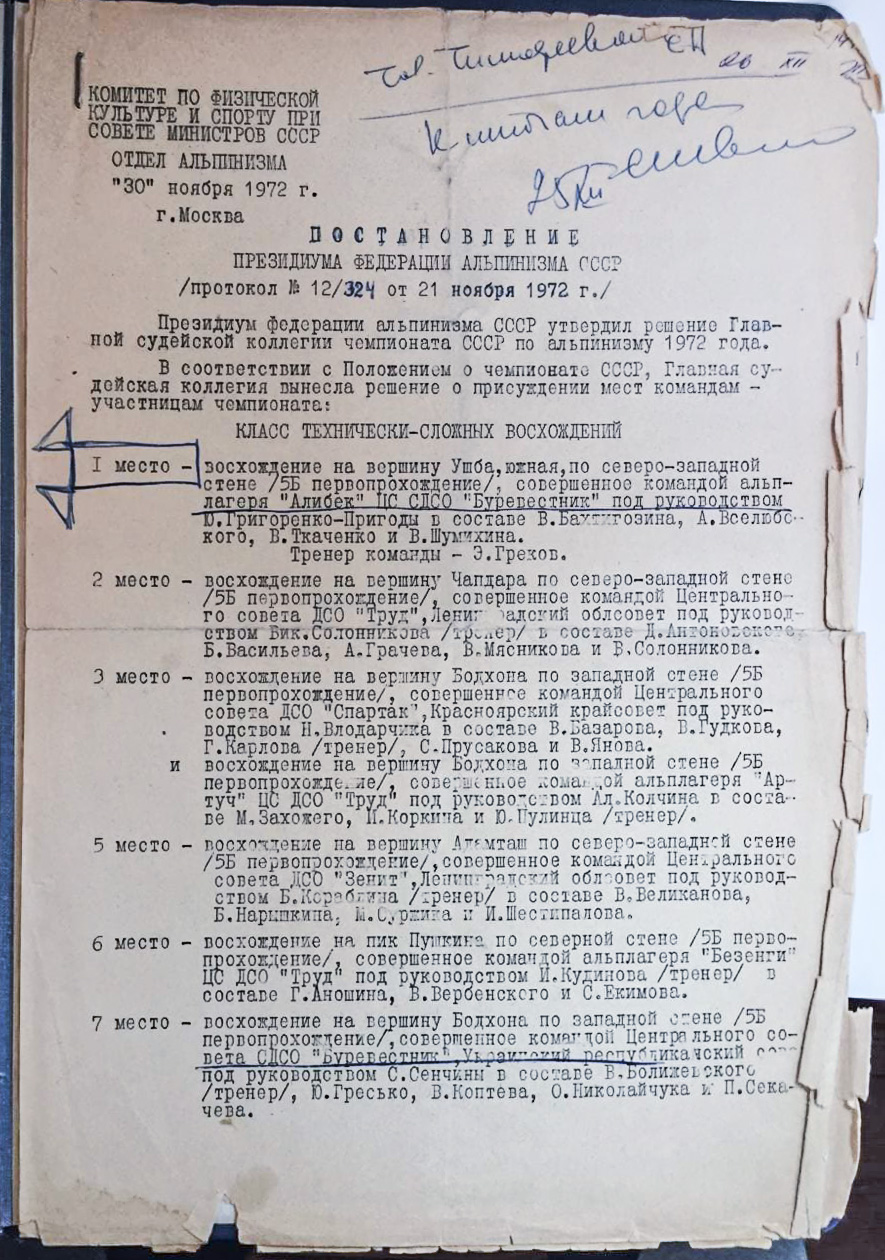 КОМИТЕТ ПО ФИЗИЧЕСКОЙ
КУЛЬТУРЕ И СПОРТУ ПРИ
СОВЕТЕ МИНИСТРОВ СССР
ОТДЕЛ АЛЬПИНИЗМА
"30" ноября 1972 г.
г.Москва
26 XII
К итогам года
25/XII
ПОСТАНОВЛЕНИЕ
ПРЕЗИДИУМА ФЕДЕРАЦИИ АЛЬПИНИЗМА СССР
/протокол № 12/324 от 21 ноября 1972 г./
Президиум федерации альпинизма СССР утвердил решение Глав-
ной судейской коллегии чемпионата СССР по альпинизму 1972 года.
В соответствии с Положением о чемпионате СССР, Главная су-
дейская коллегия вынесла решение о присуждении мест командам -
участницам чемпионата:
КЛАСС ТЕХНИЧЕСКИ-СЛОЖНЫХ ВОСХОЖДЕНИЙ
I место - восхождение на вершину Ушба,южная,по северо-западной
стене /5Б первопрохождение/, совершенное командой альп-
лагеря "Алибек" ЦС СДСО "Буревестник" под руководством
Ю.Григоренко-Пригоды в составе В.Бахтигозина, А.Вселюбс-
кого, В.Ткаченко и В.Шумихина.
Тренер команды - Э.Греков.
2 место - восхождение на вершину Чапдара по северо-западной стене
/5Б первопрохождение/, совершенное командой Центрально-
го совета ДСО "Труд",Ленинградский облсовет под руковод-
ством Вик.Солонникова /тренер/ в составе Д.Антоновского,
Б.Васильева, А.Грачева, В.Мясникова и В.Солонникова.
3 место - восхождение на вершину Бодхона по западной стене /5Б
первопрохождение/, совершенное командой Центрального
совета ДСО "Спартак",Красноярский крайсовет под руко-
водством Н.Влодарчика в составе В.Базарова, В.Гудкова,
Г.Карлова /тренер/, С.Прусакова и В.Янова.
и восхождение на вершину Бодхона по западной стене /5Б
первопрохождение/, совершенное командой альплагеря "Ар-
туч" ЦС ДСО "Труд" под руководством Ал.Колчина в соста-
ве М.Захожего, И.Коркина и Ю.Пулинца /тренер/.
5 место - восхождение на вершину Адамташ по северо-западной стене
/5Б первопрохождение/,совершенное командой Центрального
совета ДСО "Зенит",Ленинградский облсовет под руковод-
ством Б.Кораблина /тренер/ в составе В.Великанова,
Б.Нарышкина, и И.Шестипалова.
6 место - восхождение на пик Пушкина по северной стене /5Б перво-
прохождение/, совершенное командой альплагеря "Безенги"
ЦС ДСО "Труд" под руководством И.Кудинова /тренер/ в
составе Г.Аношина, В.Вербенского и С.Екимова.
7 место - восхождение на вершину Бодхона по западной стене /5Б
первопрохождение/,совершенное командой Центрального со-
вета СДСО "Буревестник",Украинский республиканский
под руководством С.Сенчины в составе В.Болижевского
/тренер/, Ю.Гресько, В.Коптева, О.Николайчука и П.Сека-
чева.